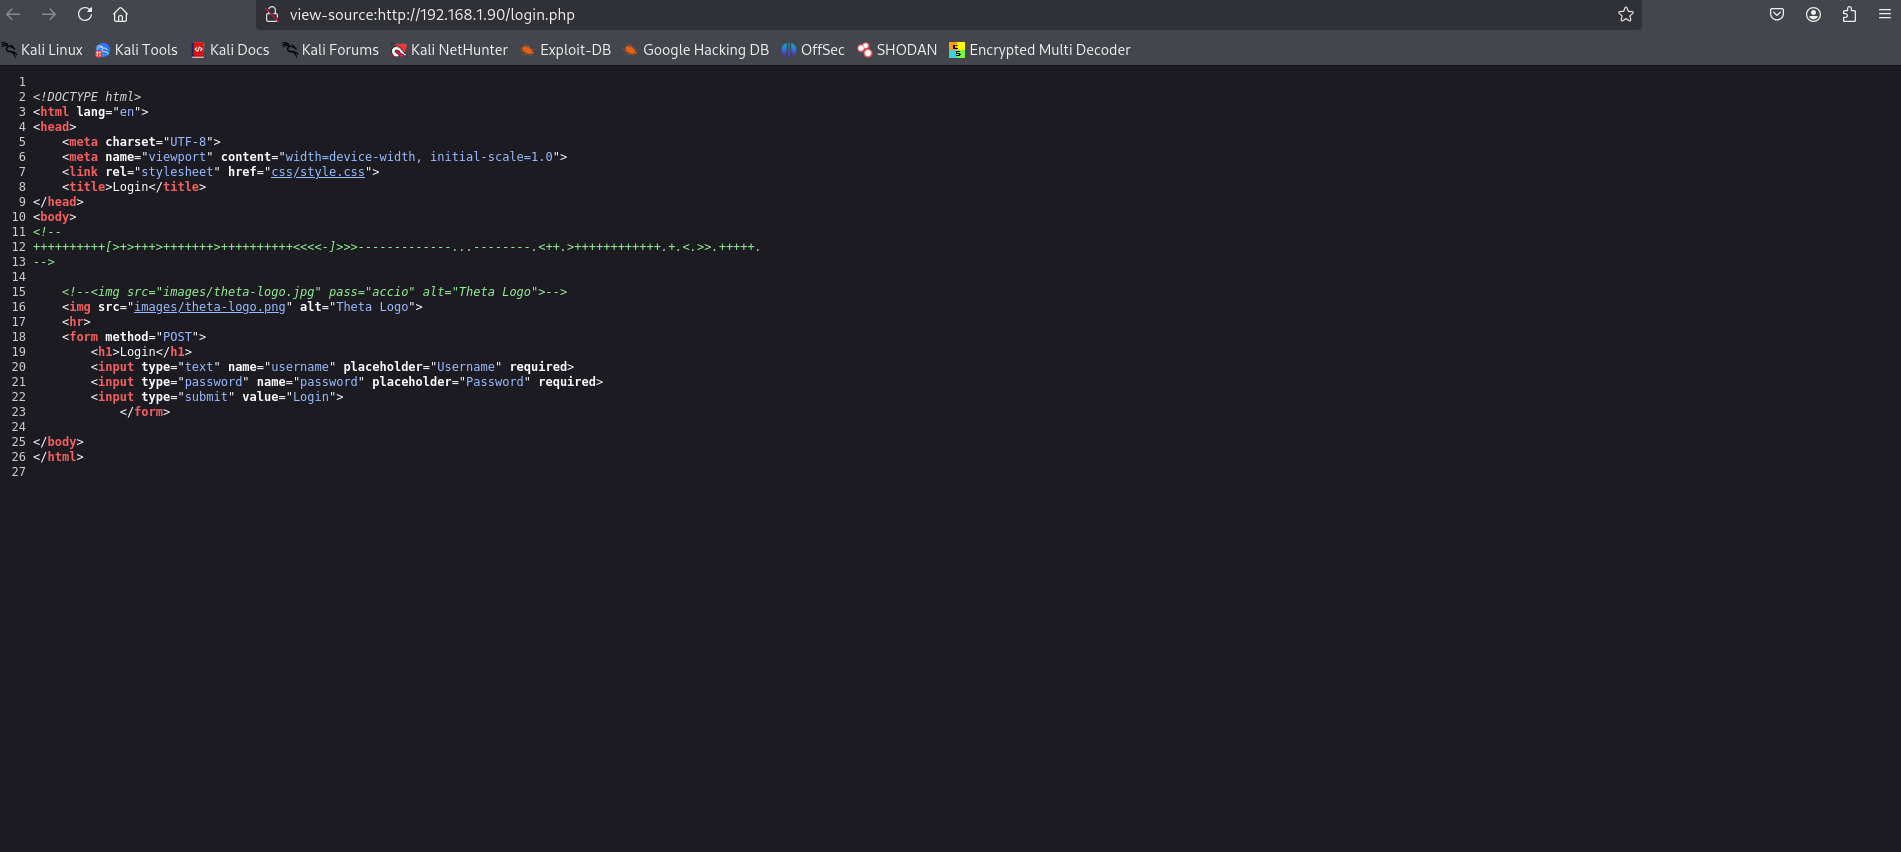 view-source:http://192.168.1.90/login.php
Kali Linux Kali Tools Kali Docs Kali Forums Kali NetHunter Exploit-DB Google Hacking DB OffSec SHODAN Encrypted Multi Decoder
1
2 <!DOCTYPE html>
3 <html lang="en">
4 <head>
5     <meta charset="UTF-8">
6     <meta name="viewport" content="width=device-width, initial-scale=1.0">
7     <link rel="stylesheet" href="css/style.css">
8     <title>Login</title>
9 </head>
10 <body>
11 <!--
12 ++++++++++[>+>+++>+++++++>++++++++++<<<<-]>>>-------------...--------.<++.>++++++++++++.+.<.>>.+++++.
13 -->
14
15     <!--<img src="images/theta-logo.jpg" pass="accio" alt="Theta Logo">-->
16     <img src="images/theta-logo.png" alt="Theta Logo">
17     <hr>
18     <form method="POST">
19         <h1>Login</h1>
20         <input type="text" name="username" placeholder="Username" required>
21         <input type="password" name="password" placeholder="Password" required>
22         <input type="submit" value="Login">
23             </form>
24
25 </body>
26 </html>
27